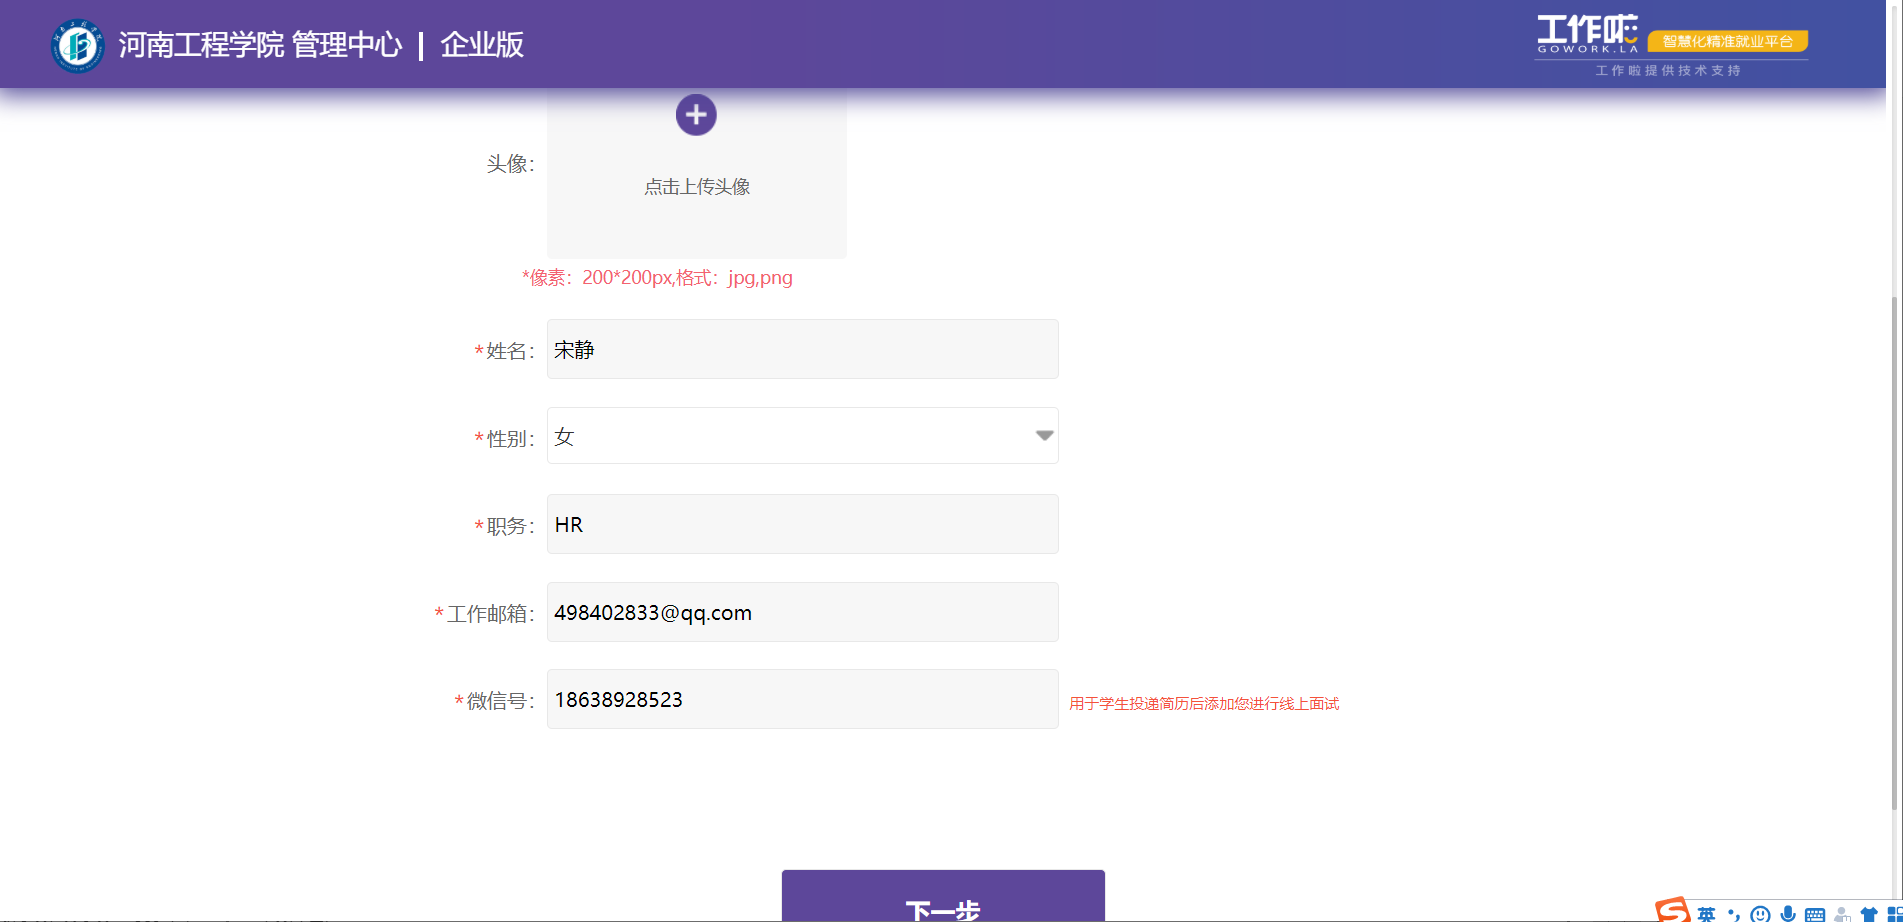 河南工程学院 管理中心 | 企业版
工作啦 GOWORK.LA 智慧化精准就业平台
工作啦提供技术支持
头像：
点击上传头像
*像素：200*200px,格式：jpg,png
*姓名： 宋静
*性别： 女
*职务： HR
*工作邮箱： 498402833@qq.com
*微信号： 18638928523 用于学生投递简历后添加您进行线上面试
下一步
英